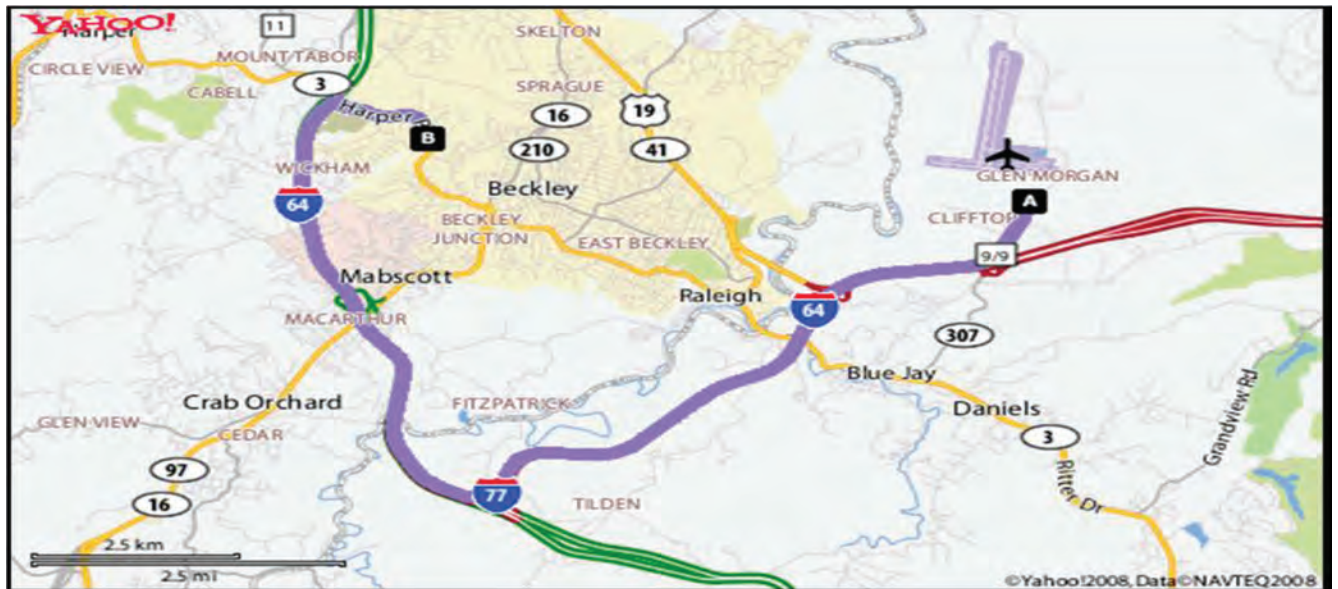 YAHOO!
Harper
11
SKELTON
MOUNT TABOR
CIRCLE VIEW
3
CABELL
SPRAGUE
16
19
Harper
B
210
41
WICKHAM
GLEN MORGAN
Beckley
A
64
CLIFFTOP
BECKLEY
JUNCTION
EAST BECKLEY
9/9
Mabscott
Raleigh
64
MACARTHUR
307
Blue Jay
Crab Orchard
FITZPATRICK
Daniels
GLEN VIEW
CEDAR
3
Grandview Rd
97
Ritter Dr
77
16
TILDEN
2.5 km
2.5 mi
©Yahoo!2008, Data©NAVTEQ2008